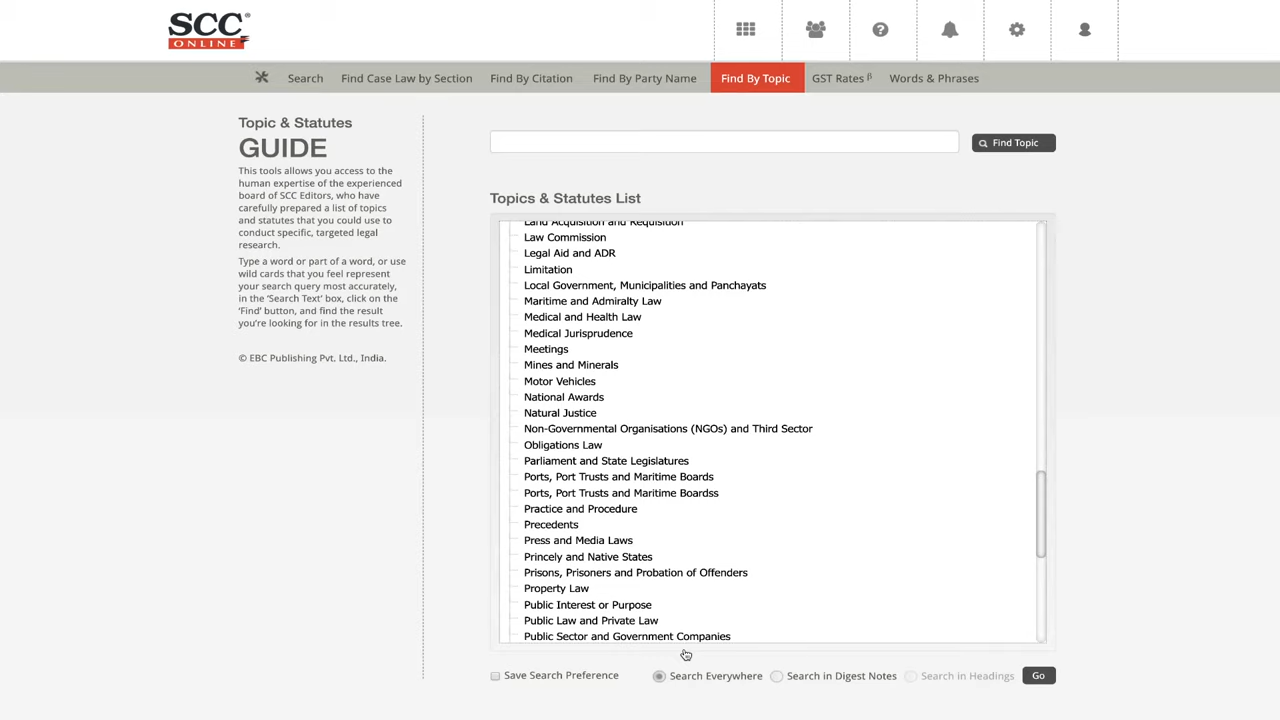 SCC®
ONLINE
Search
Find Case Law by Section
Find By Citation
Find By Party Name
Find By Topic
GST Rates β
Words & Phrases
Topic & Statutes
GUIDE
This tools allows you access to the
human expertise of the experienced
board of SCC Editors, who have
carefully prepared a list of topics
and statutes that you could use to
conduct specific, targeted legal
research.
Type a word or part of a word, or use
wild cards that you feel represent
your search query most accurately,
in the ‘Search Text’ box, click on the
‘Find’ button, and find the result
you’re looking for in the results tree.
© EBC Publishing Pvt. Ltd., India.
Find Topic
Topics & Statutes List
Land Acquisition and Requisition
Law Commission
Legal Aid and ADR
Limitation
Local Government, Municipalities and Panchayats
Maritime and Admiralty Law
Medical and Health Law
Medical Jurisprudence
Meetings
Mines and Minerals
Motor Vehicles
National Awards
Natural Justice
Non-Governmental Organisations (NGOs) and Third Sector
Obligations Law
Parliament and State Legislatures
Ports, Port Trusts and Maritime Boards
Ports, Port Trusts and Maritime Boardss
Practice and Procedure
Precedents
Press and Media Laws
Princely and Native States
Prisons, Prisoners and Probation of Offenders
Property Law
Public Interest or Purpose
Public Law and Private Law
Public Sector and Government Companies
Save Search Preference
Search Everywhere
Search in Digest Notes
Search in Headings
Go